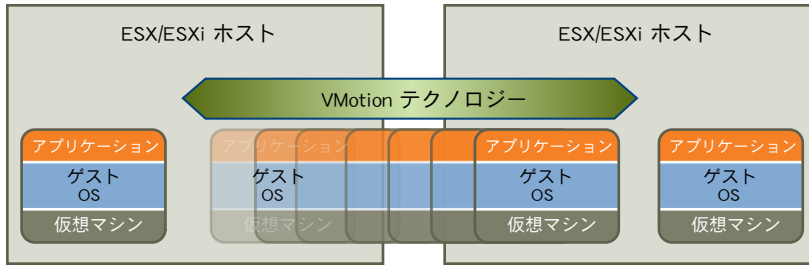 ESX/ESXi ホスト
ESX/ESXi ホスト
VMotion テクノロジー
アプリケーション
ゲスト
OS
仮想マシン
アプリケーション
ゲスト
OS
仮想マシン
アプリケーション
ゲスト
OS
仮想マシン
アプリケーション
ゲスト
OS
仮想マシン